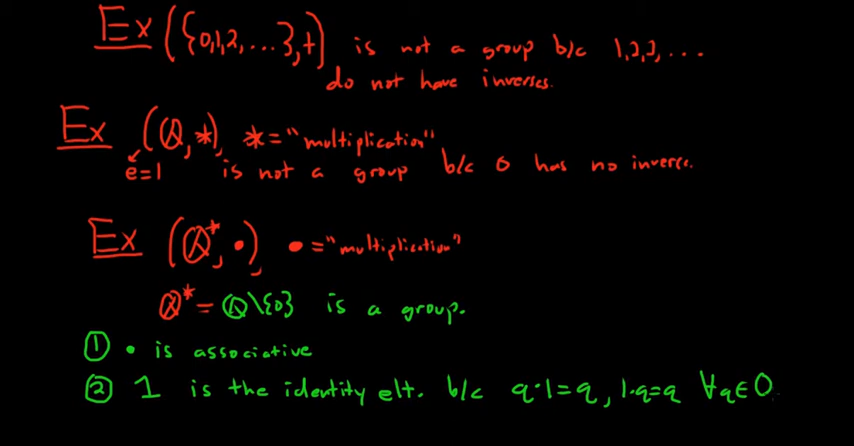 Ex ({0,1,2,...},+) is not a group b/c 1,2,3,...
do not have inverses.
Ex (ℚ,*), *="multiplication"
e=1 is not a group b/c 0 has no inverse.
Ex (ℚ*,•), •="multiplication"
ℚ* = ℚ\{0} is a group.
① • is associative
② 1 is the identity elt. b/c q·1=q, 1·q=q ∀q∈